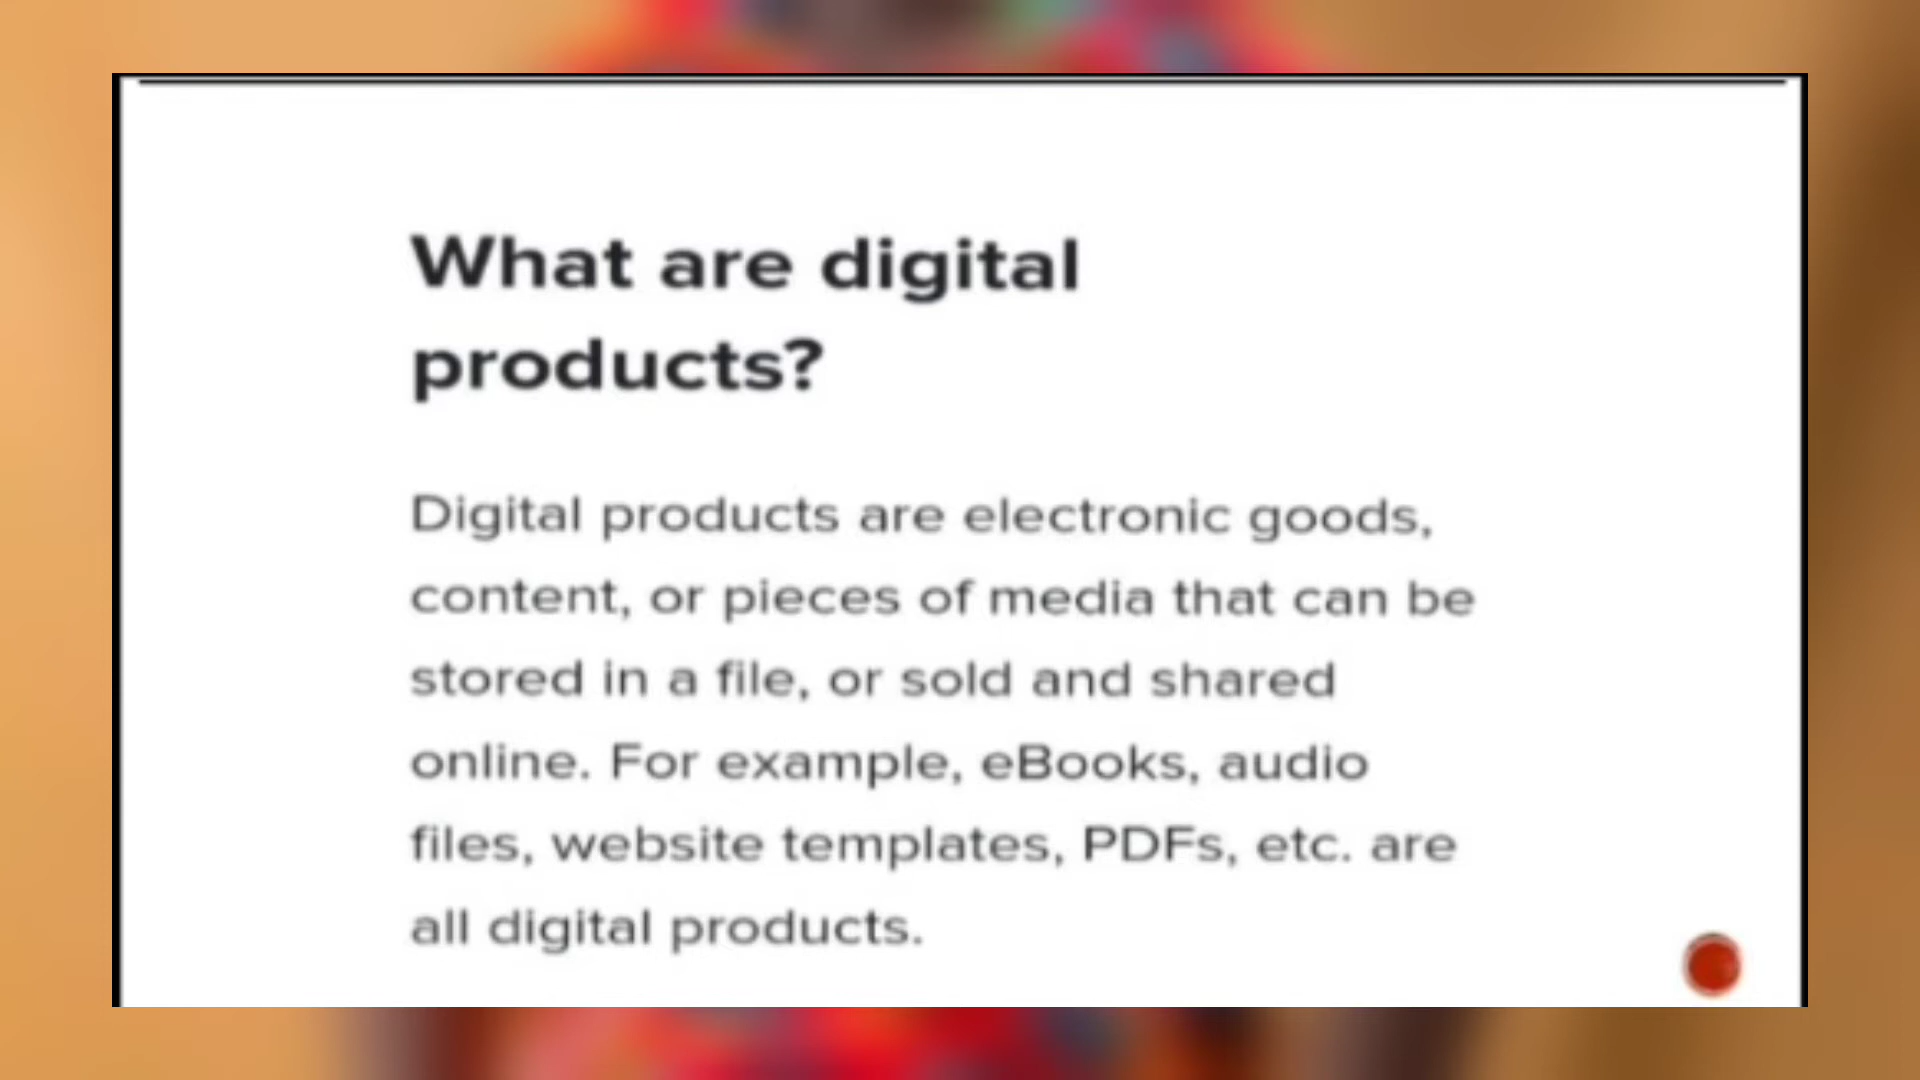 What are digital
products?
Digital products are electronic goods,
content, or pieces of media that can be
stored in a file, or sold and shared
online. For example, eBooks, audio
files, website templates, PDFs, etc. are
all digital products.